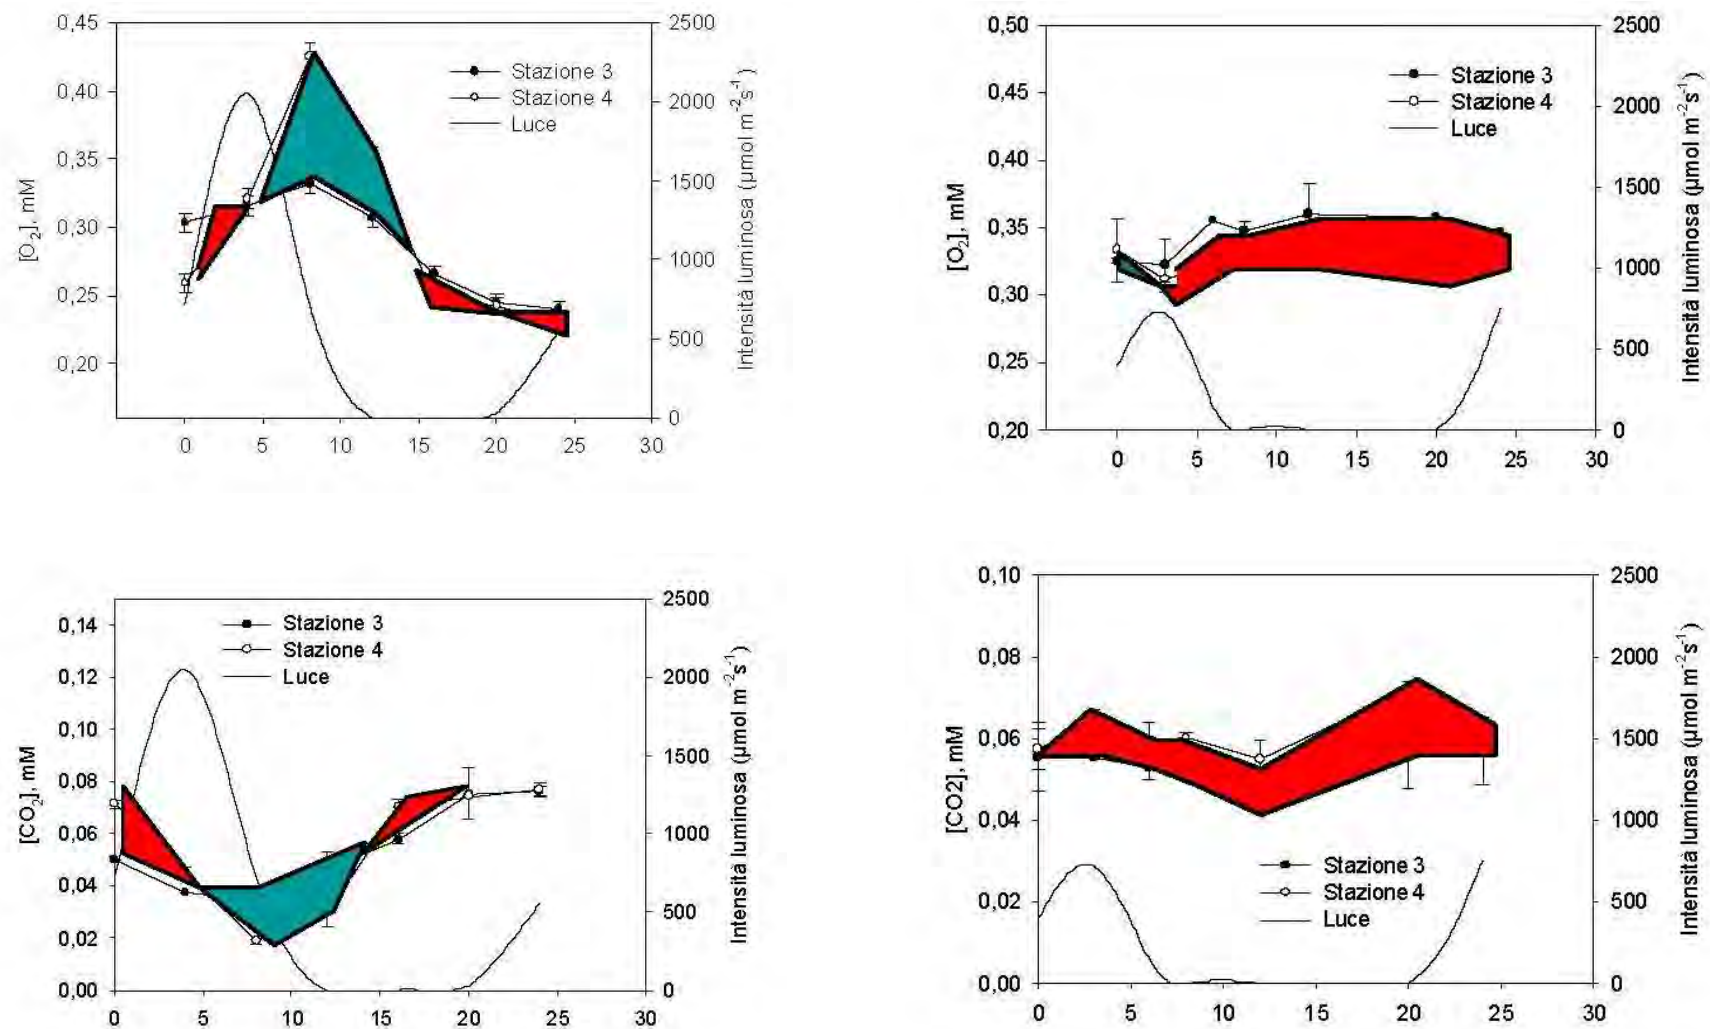 0,45
0,40
0,35
0,30
0,25
0,20
[O2], mM
0 5 10 15 20 25 30
2500
2000
1500
1000
500
0
Intensità luminosa (µmol m-2s-1)
Stazione 3
Stazione 4
Luce
0,50
0,45
0,40
0,35
0,30
0,25
0,20
[O2], mM
0 5 10 15 20 25 30
2500
2000
1500
1000
500
0
Intensità luminosa (µmol m-2s-1)
Stazione 3
Stazione 4
Luce
0,14
0,12
0,10
0,08
0,06
0,04
0,02
0,00
[CO2], mM
0 5 10 15 20 25 30
2500
2000
1500
1000
500
0
Intensità luminosa (µmol m-2s-1)
Stazione 3
Stazione 4
Luce
0,10
0,08
0,06
0,04
0,02
0,00
[CO2], mM
0 5 10 15 20 25 30
2500
2000
1500
1000
500
0
Intensità luminosa (µmol m-2s-1)
Stazione 3
Stazione 4
Luce